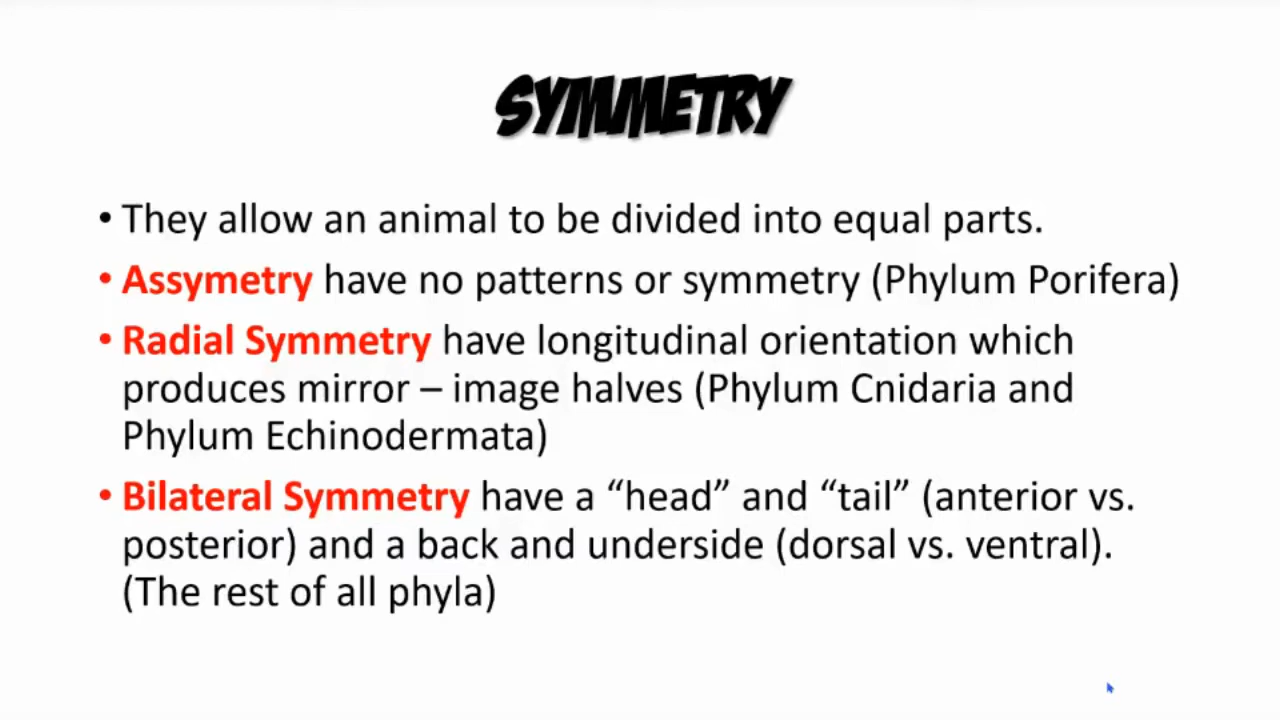 SYMMETRY
• They allow an animal to be divided into equal parts.
• Assymetry have no patterns or symmetry (Phylum Porifera)
• Radial Symmetry have longitudinal orientation which
produces mirror – image halves (Phylum Cnidaria and
Phylum Echinodermata)
• Bilateral Symmetry have a “head” and “tail” (anterior vs.
posterior) and a back and underside (dorsal vs. ventral).
(The rest of all phyla)